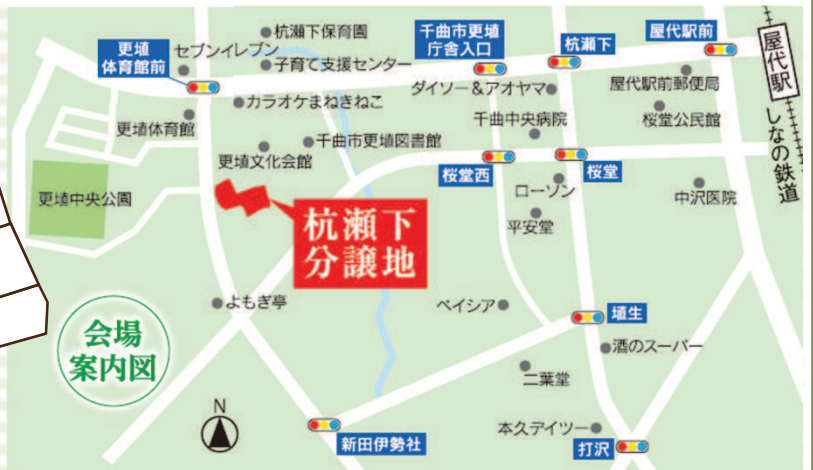 杭瀬下保育園
セブンイレブン
子育て支援センター
更埴
体育館前
カラオケまねきねこ
更埴体育館
千曲市更埴図書館
更埴文化会館
更埴中央公園
千曲市更埴
庁舎入口
杭瀬下
屋代駅前
屋代駅
しなの鉄道
ダイソー&アオヤマ
屋代駅前郵便局
千曲中央病院
桜堂公民館
桜堂西
桜堂
ローソン
中沢医院
平安堂
杭瀬下
分譲地
よもぎ亭
ベイシア
埴生
酒のスーパー
二葉堂
会場
案内図
N
新田伊勢社
本久デイツー
打沢